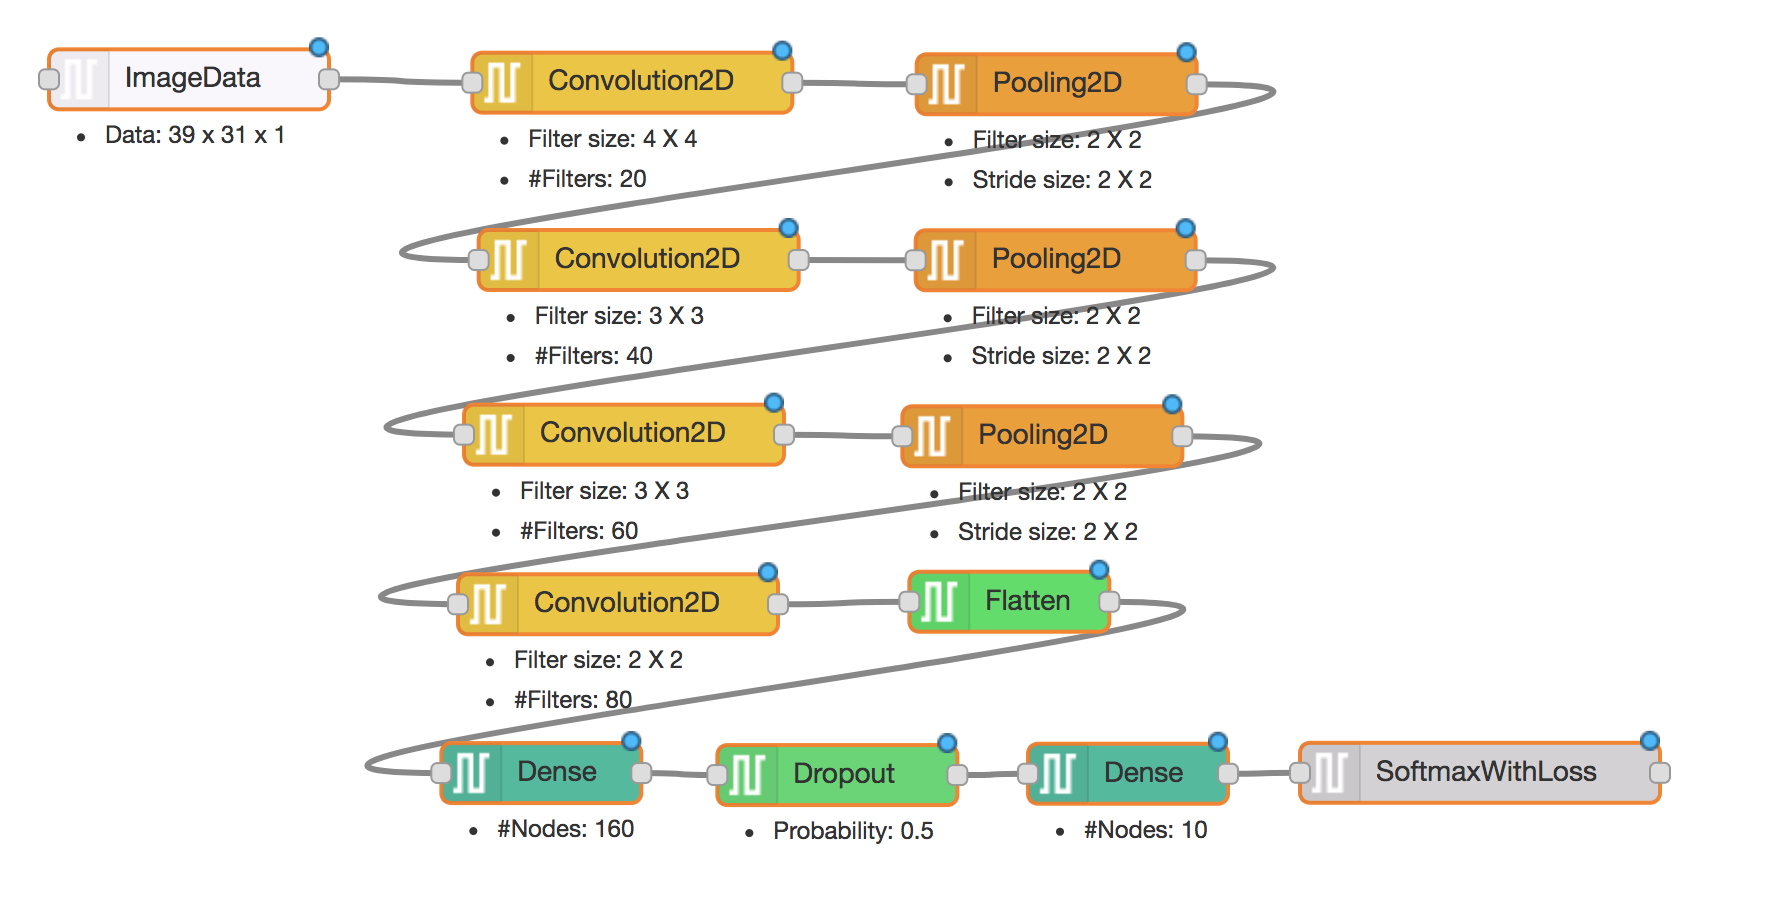 ImageData
Data: 39 x 31 x 1
Convolution2D
Filter size: 4 X 4
#Filters: 20
Pooling2D
Filter size: 2 X 2
Stride size: 2 X 2
Convolution2D
Filter size: 3 X 3
#Filters: 40
Pooling2D
Filter size: 2 X 2
Stride size: 2 X 2
Convolution2D
Filter size: 3 X 3
#Filters: 60
Pooling2D
Filter size: 2 X 2
Stride size: 2 X 2
Convolution2D
Filter size: 2 X 2
#Filters: 80
Flatten
Dense
#Nodes: 160
Dropout
Probability: 0.5
Dense
#Nodes: 10
SoftmaxWithLoss